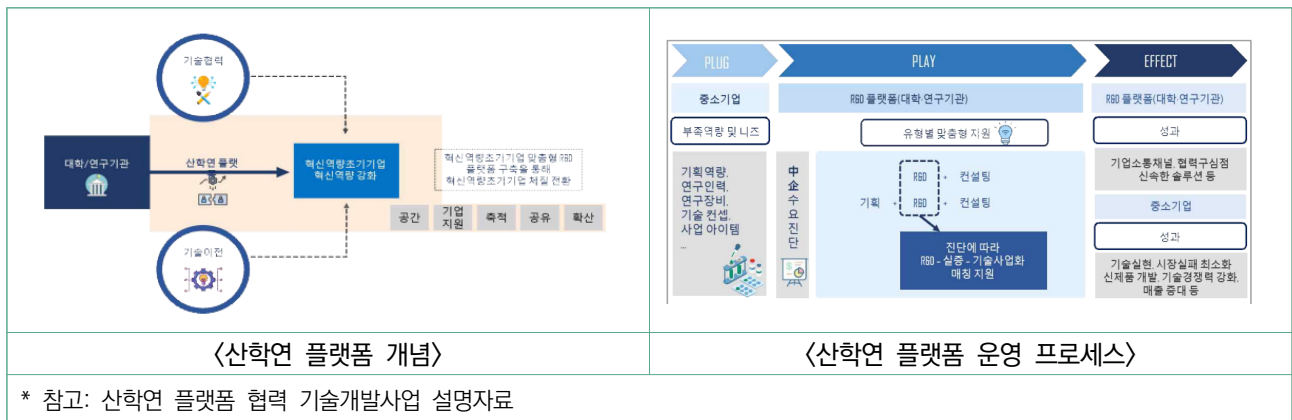 기술협력
대학/연구기관
산학연 플랫
혁신역량조기기업
혁신역량 강화
혁신역량조기기업 맞춤형 R&D
플랫폼 구축을 통해
혁신역량조기기업 체질 전환
공간
기업
지원
축적
공유
확산
기술이전
〈산학연 플랫폼 개념〉
PLUG
PLAY
EFFECT
중소기업
R&D 플랫폼(대학·연구기관)
R&D 플랫폼(대학·연구기관)
부족역량 및 니즈
유형별 맞춤형 지원
성과
기획역량,
연구인력,
연구장비,
기술 컨셉,
사업 아이템
...
中
企
수
요
진
단
R&D + 컨설팅
기획 + R&D + 컨설팅
진단에 따라
R&D - 실증 - 기술사업화
매칭 지원
기업소통채널, 협력구심점
신속한 솔루션 등
중소기업
성과
기술실현, 시장실패 최소화
신제품 개발, 기술경쟁력 강화,
매출 증대 등
〈산학연 플랫폼 운영 프로세스〉
* 참고: 산학연 플랫폼 협력 기술개발사업 설명자료